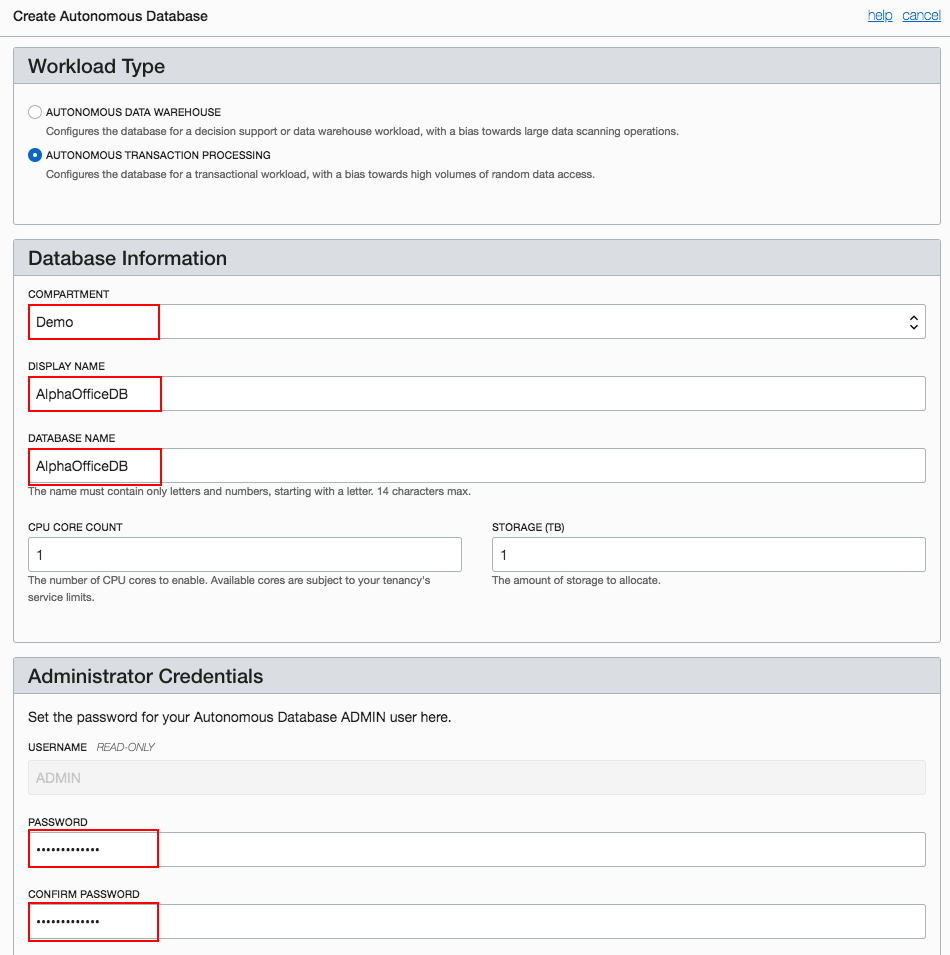 Create Autonomous Database
help cancel
Workload Type
AUTONOMOUS DATA WAREHOUSE
Configures the database for a decision support or data warehouse workload, with a bias towards large data scanning operations.
AUTONOMOUS TRANSACTION PROCESSING
Configures the database for a transactional workload, with a bias towards high volumes of random data access.
Database Information
COMPARTMENT
Demo
DISPLAY NAME
AlphaOfficeDB
DATABASE NAME
AlphaOfficeDB
The name must contain only letters and numbers, starting with a letter. 14 characters max.
CPU CORE COUNT
1
The number of CPU cores to enable. Available cores are subject to your tenancy's
service limits.
STORAGE (TB)
1
The amount of storage to allocate.
Administrator Credentials
Set the password for your Autonomous Database ADMIN user here.
USERNAME READ-ONLY
ADMIN
PASSWORD
•••••••••••••
CONFIRM PASSWORD
•••••••••••••